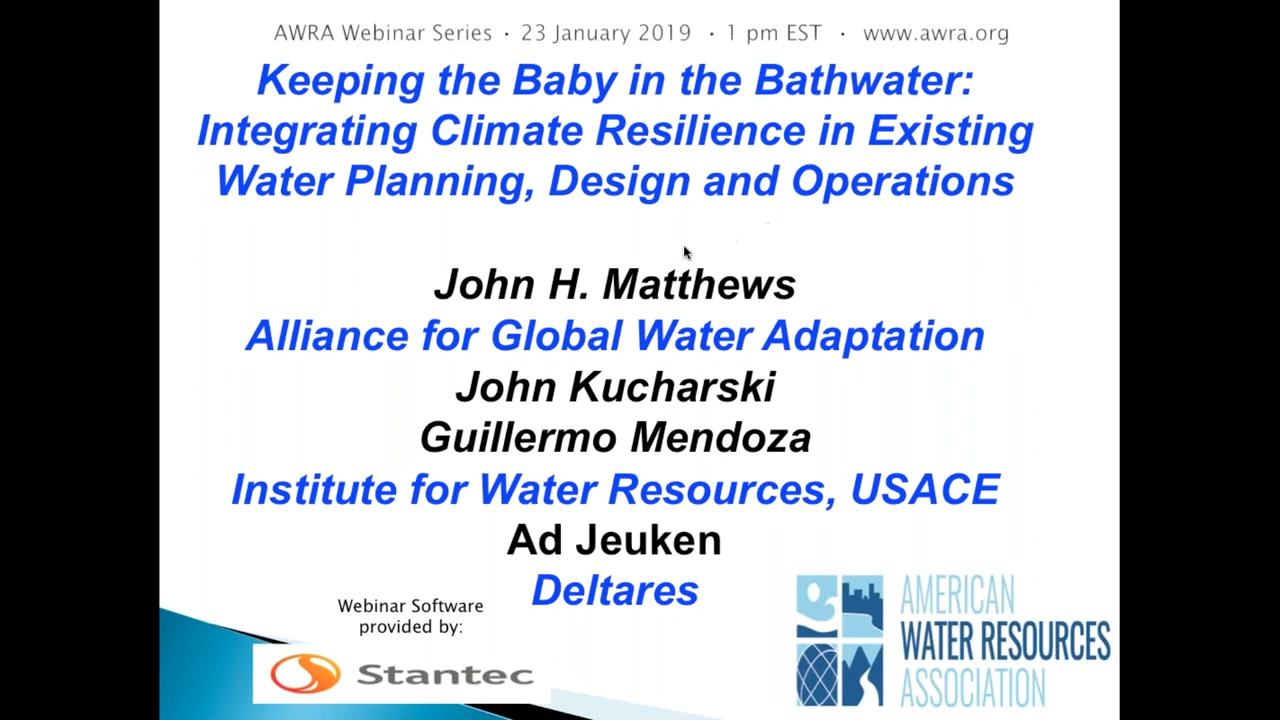 AWRA Webinar Series · 23 January 2019 · 1 pm EST · www.awra.org
Keeping the Baby in the Bathwater:
Integrating Climate Resilience in Existing
Water Planning, Design and Operations
John H. Matthews
Alliance for Global Water Adaptation
John Kucharski
Guillermo Mendoza
Institute for Water Resources, USACE
Ad Jeuken
Deltares
Webinar Software
provided by:
Stantec
AMERICAN
WATER RESOURCES
ASSOCIATION